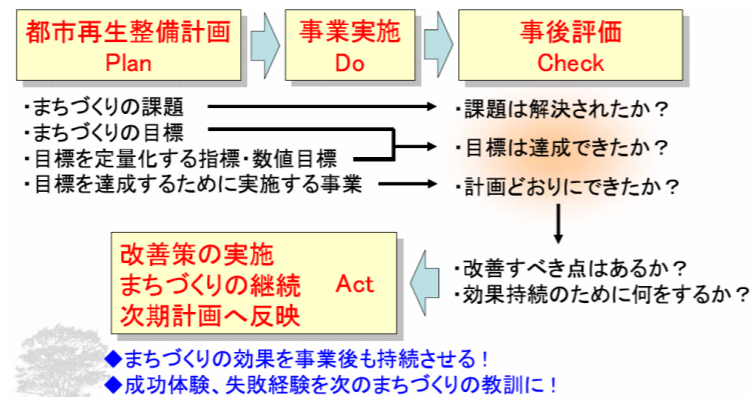 都市再生整備計画
Plan
事業実施
Do
事後評価
Check
・まちづくりの課題
・まちづくりの目標
・目標を定量化する指標・数値目標
・目標を達成するために実施する事業
・課題は解決されたか？
・目標は達成できたか？
・計画どおりにできたか？
・改善すべき点はあるか？
・効果持続のために何をするか？
改善策の実施
まちづくりの継続 Act
次期計画へ反映
◆まちづくりの効果を事業後も持続させる！
◆成功体験、失敗経験を次のまちづくりの教訓に！